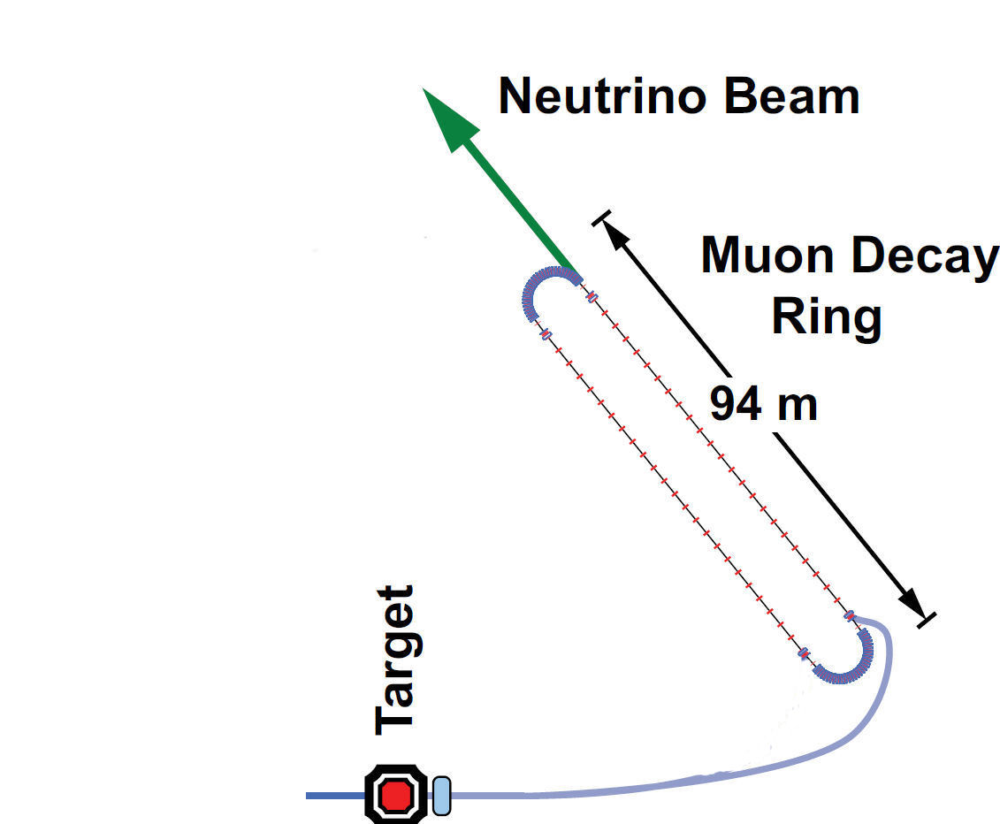 Neutrino Beam
Muon Decay
Ring
94 m
Target